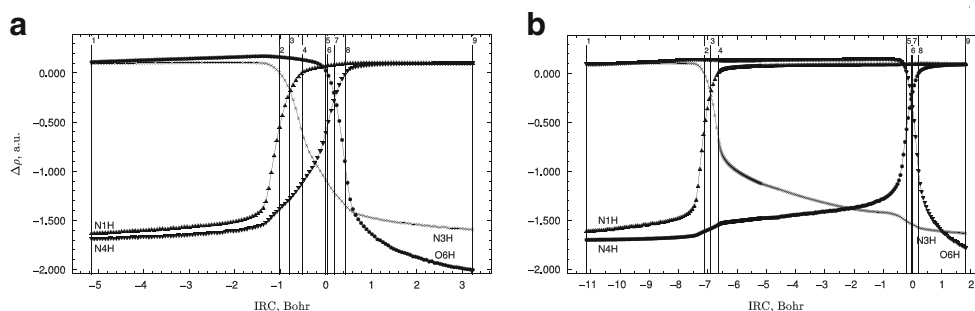 a
1
2
3
4
5
6
7
8
9
0.000
−0.500
−1.000
−1.500
−2.000
Δρ, a.u.
N1H
N4H
N3H
O6H
−5 −4 −3 −2 −1 0 1 2 3
IRC, Bohr
b
1
2
3
4
5
6
7
8
9
0.000
−0.500
−1.000
−1.500
−2.000
N1H
N4H
N3H
O6H
−11 −10 −9 −8 −7 −6 −5 −4 −3 −2 −1 0 1 2
IRC, Bohr